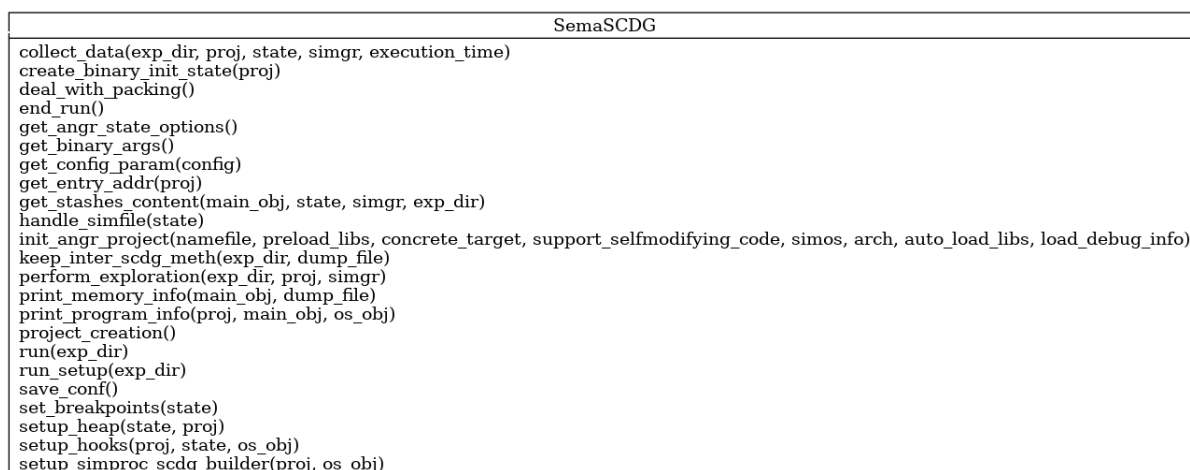 SemaSCDG
collect_data(exp_dir, proj, state, simgr, execution_time)
create_binary_init_state(proj)
deal_with_packing()
end_run()
get_angr_state_options()
get_binary_args()
get_config_param(config)
get_entry_addr(proj)
get_stashes_content(main_obj, state, simgr, exp_dir)
handle_simfile(state)
init_angr_project(namefile, preload_libs, concrete_target, support_selfmodifying_code, simos, arch, auto_load_libs, load_debug_info)
keep_inter_scdg_meth(exp_dir, dump_file)
perform_exploration(exp_dir, proj, simgr)
print_memory_info(main_obj, dump_file)
print_program_info(proj, main_obj, os_obj)
project_creation()
run(exp_dir)
run_setup(exp_dir)
save_conf()
set_breakpoints(state)
setup_heap(state, proj)
setup_hooks(proj, state, os_obj)
setup_simproc_scdg_builder(proj, os_obj)